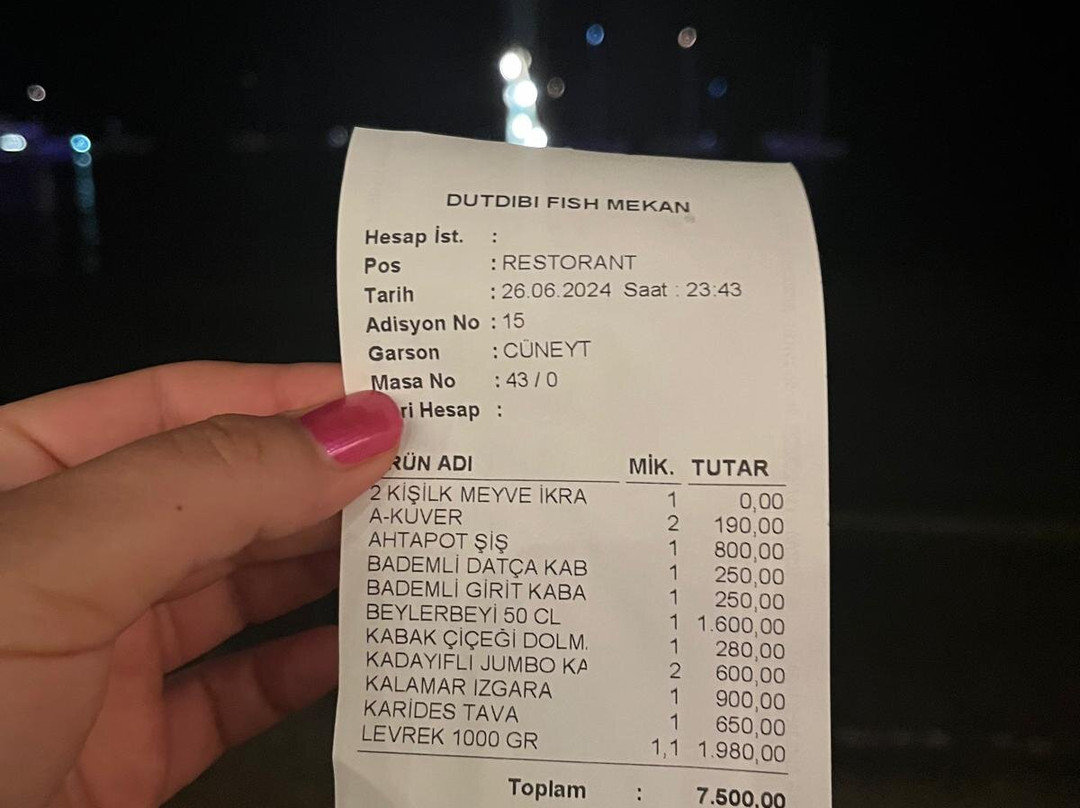 DUTDIBI FISH MEKAN
Hesap İst. :
Pos : RESTORANT
Tarih : 26.06.2024 Saat : 23:43
Adisyon No : 15
Garson : CÜNEYT
Masa No : 43 / 0
Hesap :
ADI MİK. TUTAR
2 KİŞİLK MEYVE İKRA 1 0,00
A-KUVER 2 190,00
AHTAPOT ŞİŞ 1 800,00
BADEMLİ DATÇA KAB 1 250,00
BADEMLİ GİRİT KABA 1 250,00
BEYLERBEYİ 50 CL 1 1.600,00
KABAK ÇİÇEĞİ DOLM. 1 280,00
KADAYIFLI JUMBO KA 2 600,00
KALAMAR IZGARA 1 900,00
KARİDES TAVA 1 650,00
LEVREK 1000 GR 1,1 1.980,00
Toplam : 7.500,00